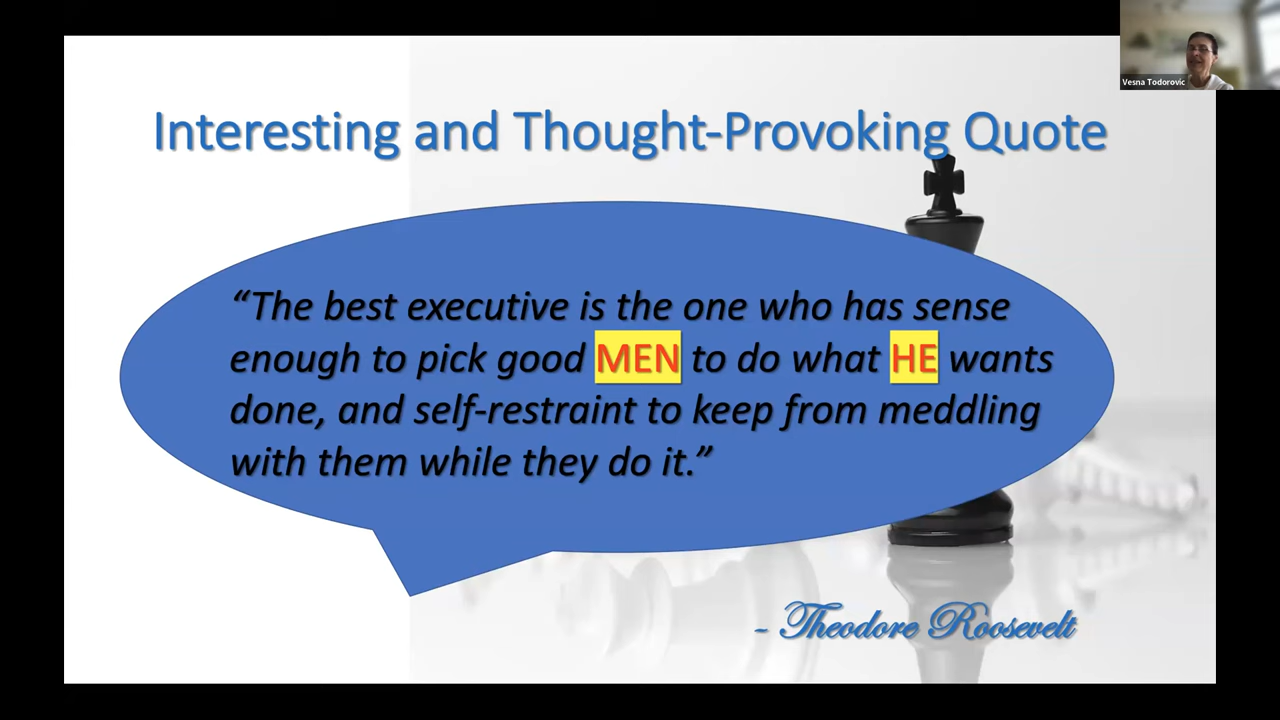 Vesna Todorovic
Interesting and Thought-Provoking Quote
“The best executive is the one who has sense
enough to pick good MEN to do what HE wants
done, and self-restraint to keep from meddling
with them while they do it.”
- Theodore Roosevelt